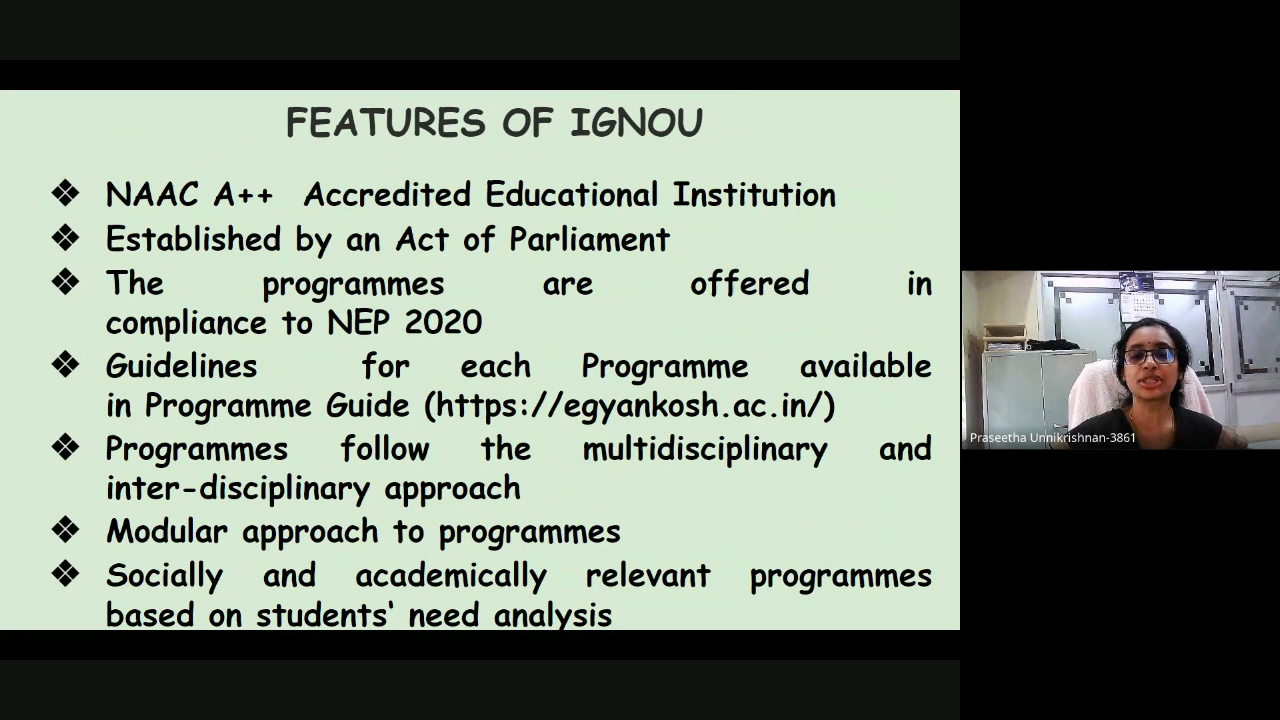 FEATURES OF IGNOU
❖ NAAC A++ Accredited Educational Institution
❖ Established by an Act of Parliament
❖ The programmes are offered in
compliance to NEP 2020
❖ Guidelines for each Programme available
in Programme Guide (https://egyankosh.ac.in/)
❖ Programmes follow the multidisciplinary and
inter-disciplinary approach
❖ Modular approach to programmes
❖ Socially and academically relevant programmes
based on students' need analysis
Praseetha Unnikrishnan-3861